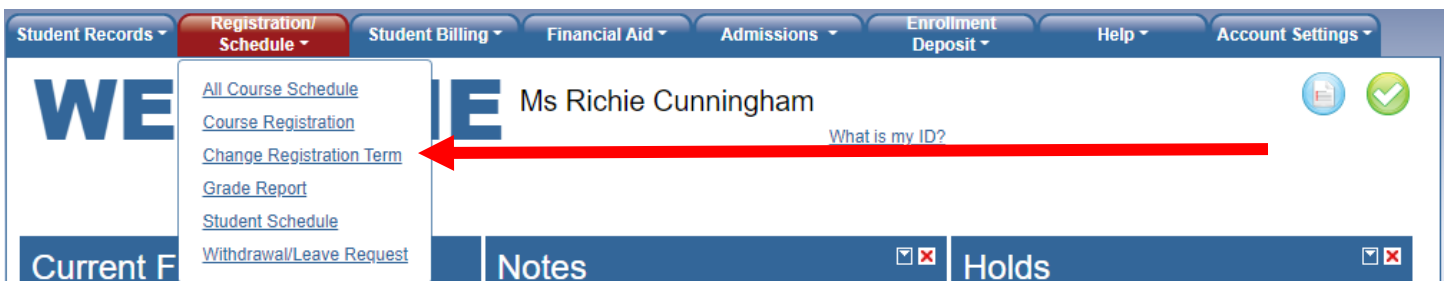 Student Records
Registration/
Schedule
Student Billing
Financial Aid
Admissions
Enrollment
Deposit
Help
Account Settings
WE
E
Ms Richie Cunningham
What is my ID?
All Course Schedule
Course Registration
Change Registration Term
Grade Report
Student Schedule
Withdrawal/Leave Request
Current F
Notes
Holds